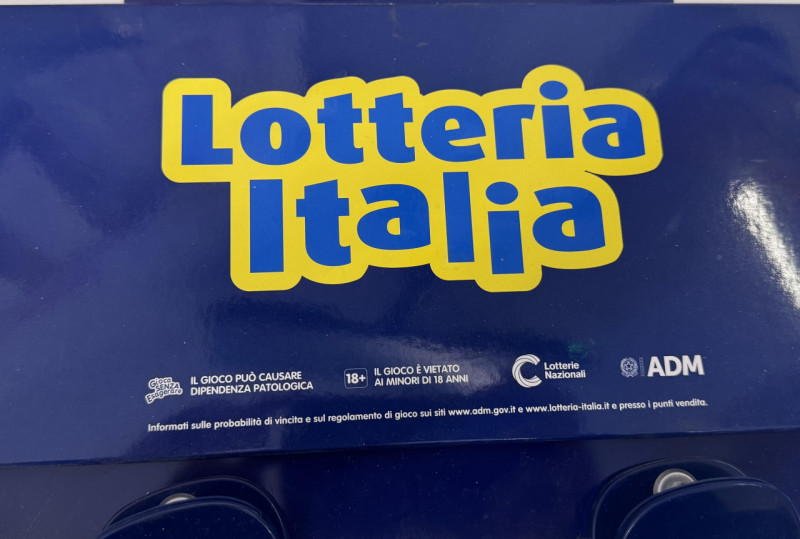 Lotteria
Italia
Gioca
SENZA
Esagerare
IL GIOCO PUÒ CAUSARE
DIPENDENZA PATOLOGICA
18+
IL GIOCO È VIETATO
AI MINORI DI 18 ANNI
Lotterie
Nazionali
ADM
Informati sulle probabilità di vincita e sul regolamento di gioco sui siti www.adm.gov.it e www.lotteria-italia.it e presso i punti vendita.